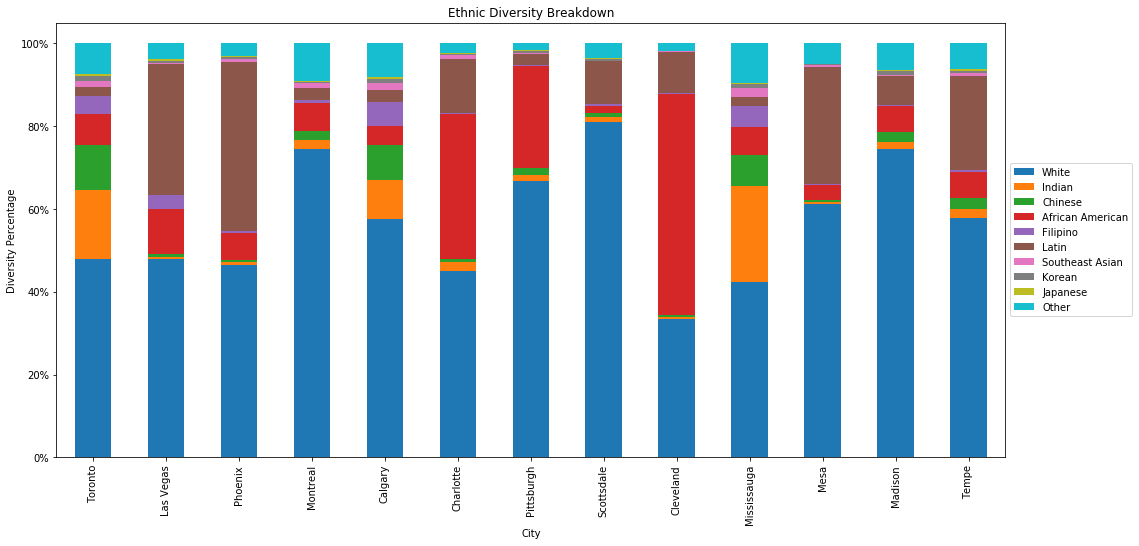 Ethnic Diversity Breakdown
Diversity Percentage
100%
80%
60%
40%
20%
0%
Toronto
Las Vegas
Phoenix
Montreal
Calgary
Charlotte
Pittsburgh
Scottsdale
Cleveland
Mississauga
Mesa
Madison
Tempe
City
White
Indian
Chinese
African American
Filipino
Latin
Southeast Asian
Korean
Japanese
Other